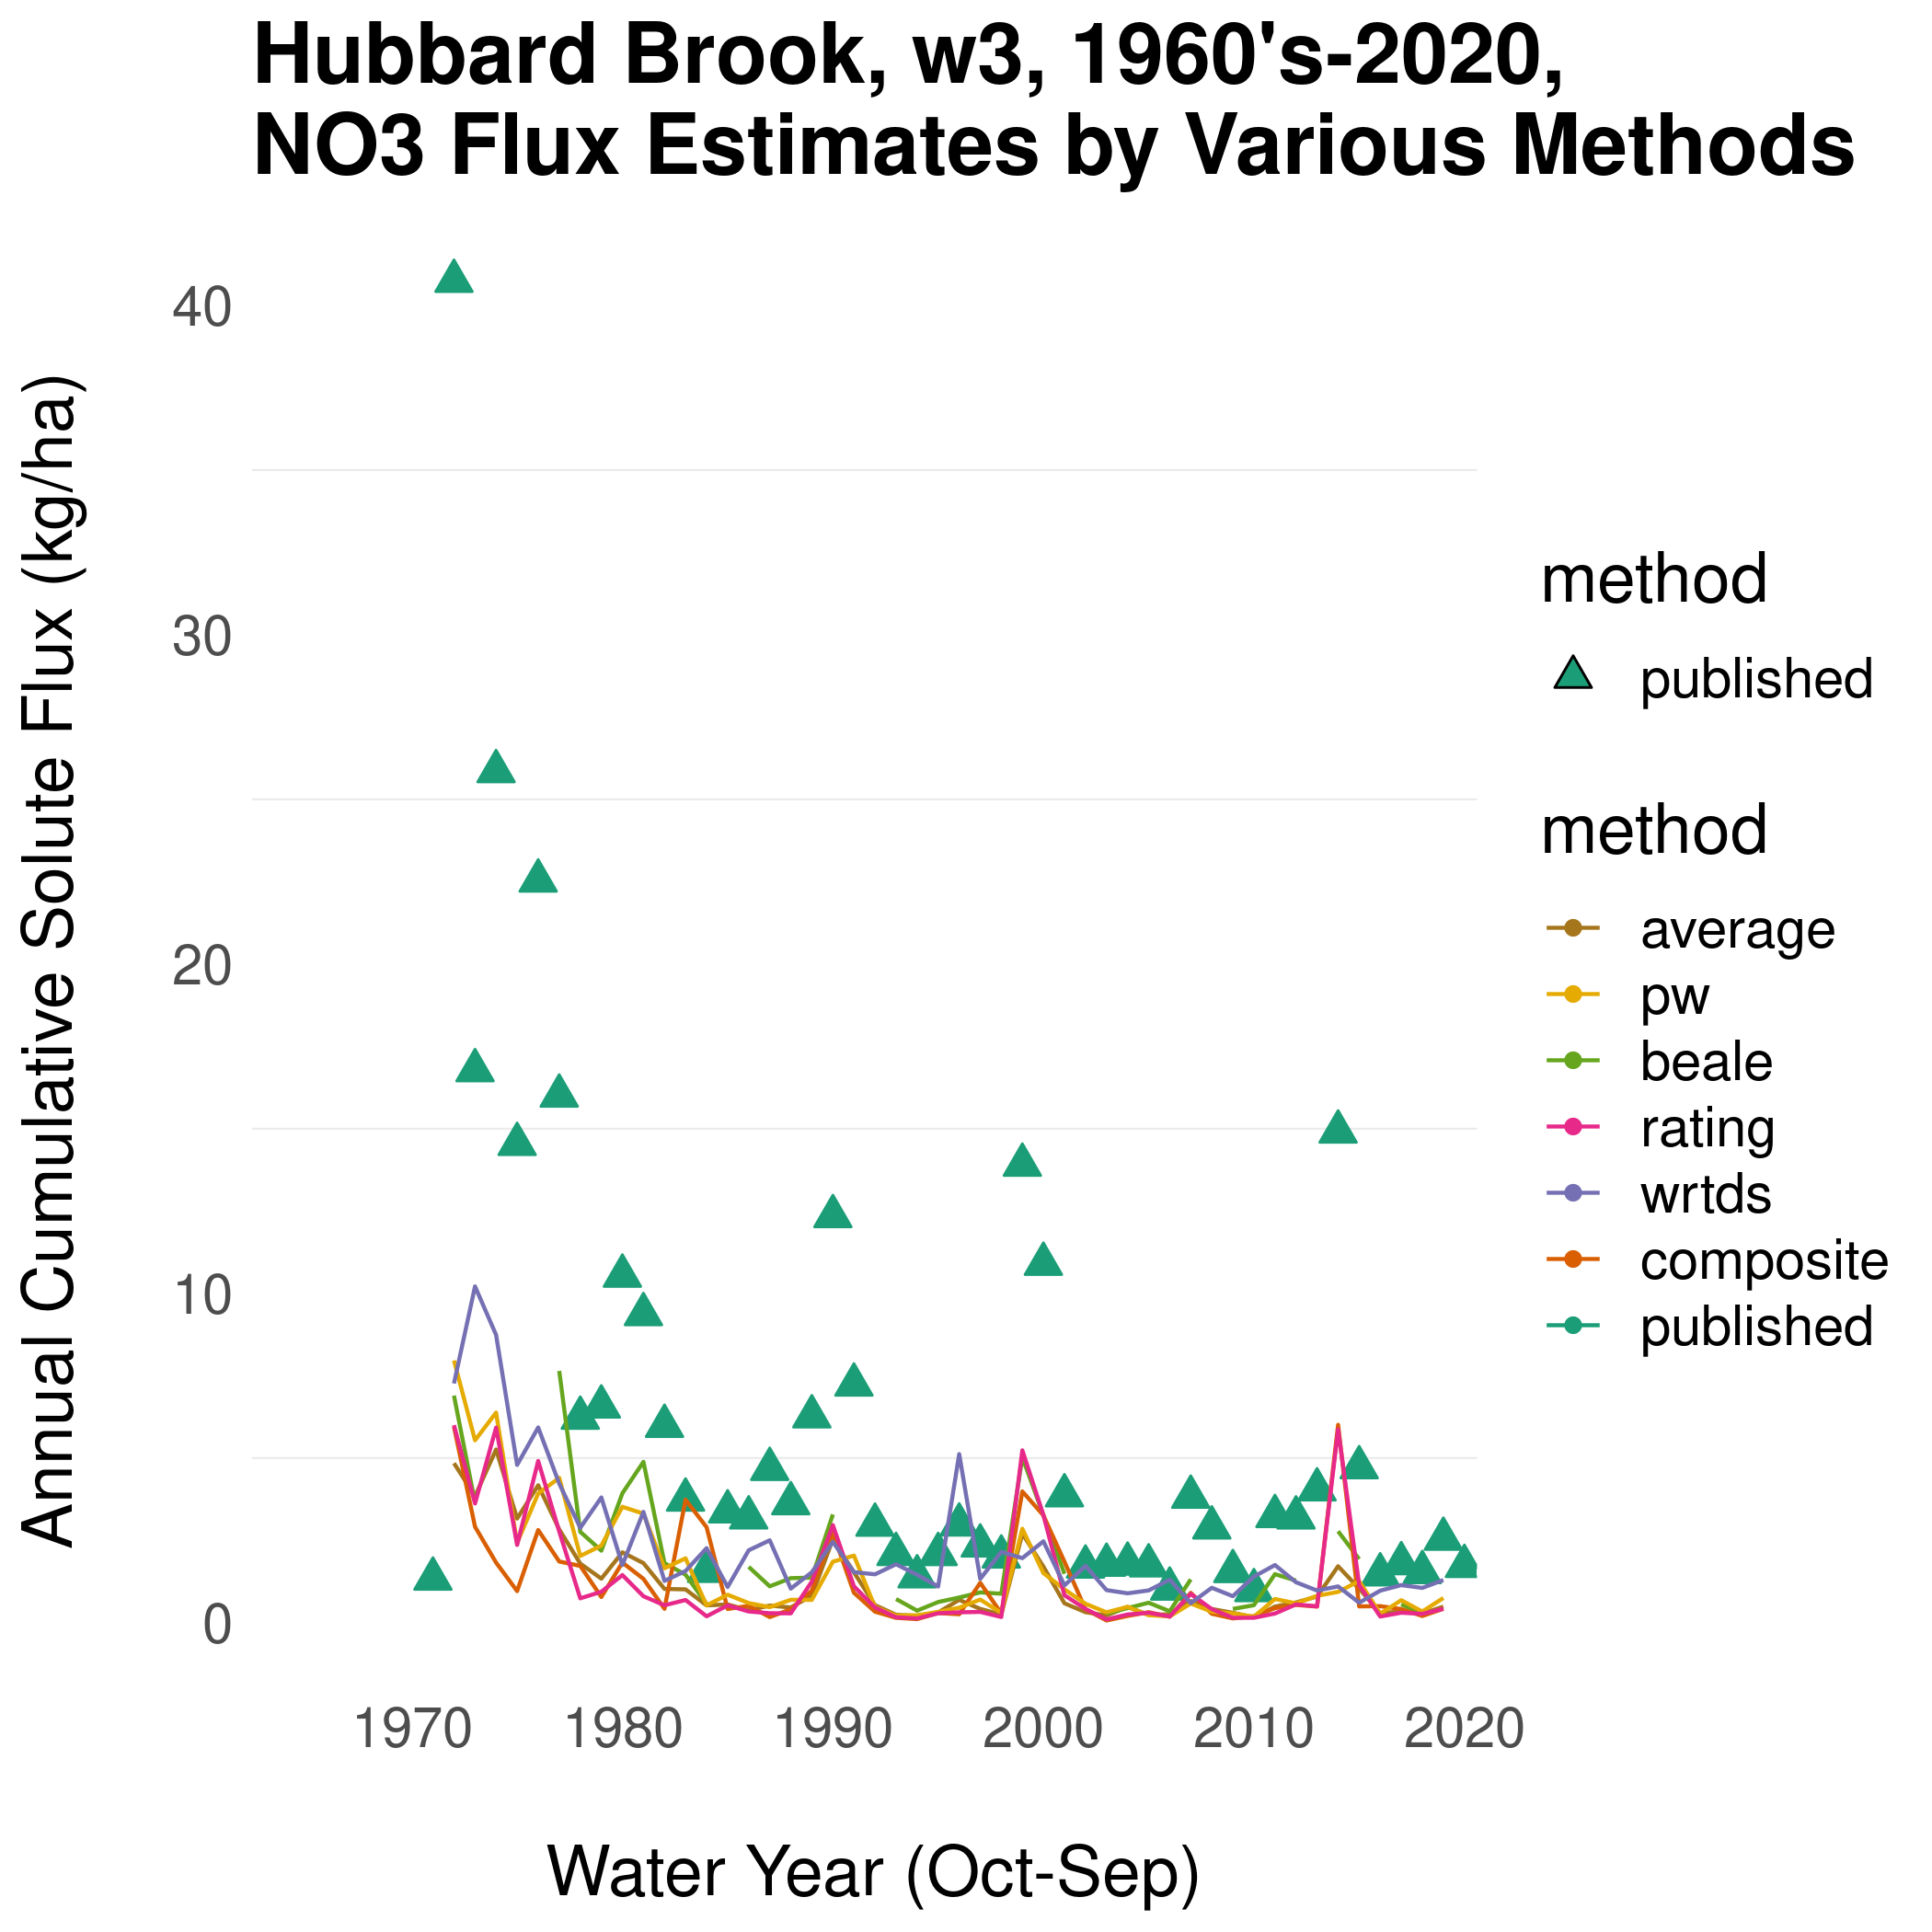 Hubbard Brook, w3, 1960's-2020,
NO3 Flux Estimates by Various Methods
Annual Cumulative Solute Flux (kg/ha)
40
30
20
10
0
1970 1980 1990 2000 2010 2020
Water Year (Oct-Sep)
method
published
method
average
pw
beale
rating
wrtds
composite
published